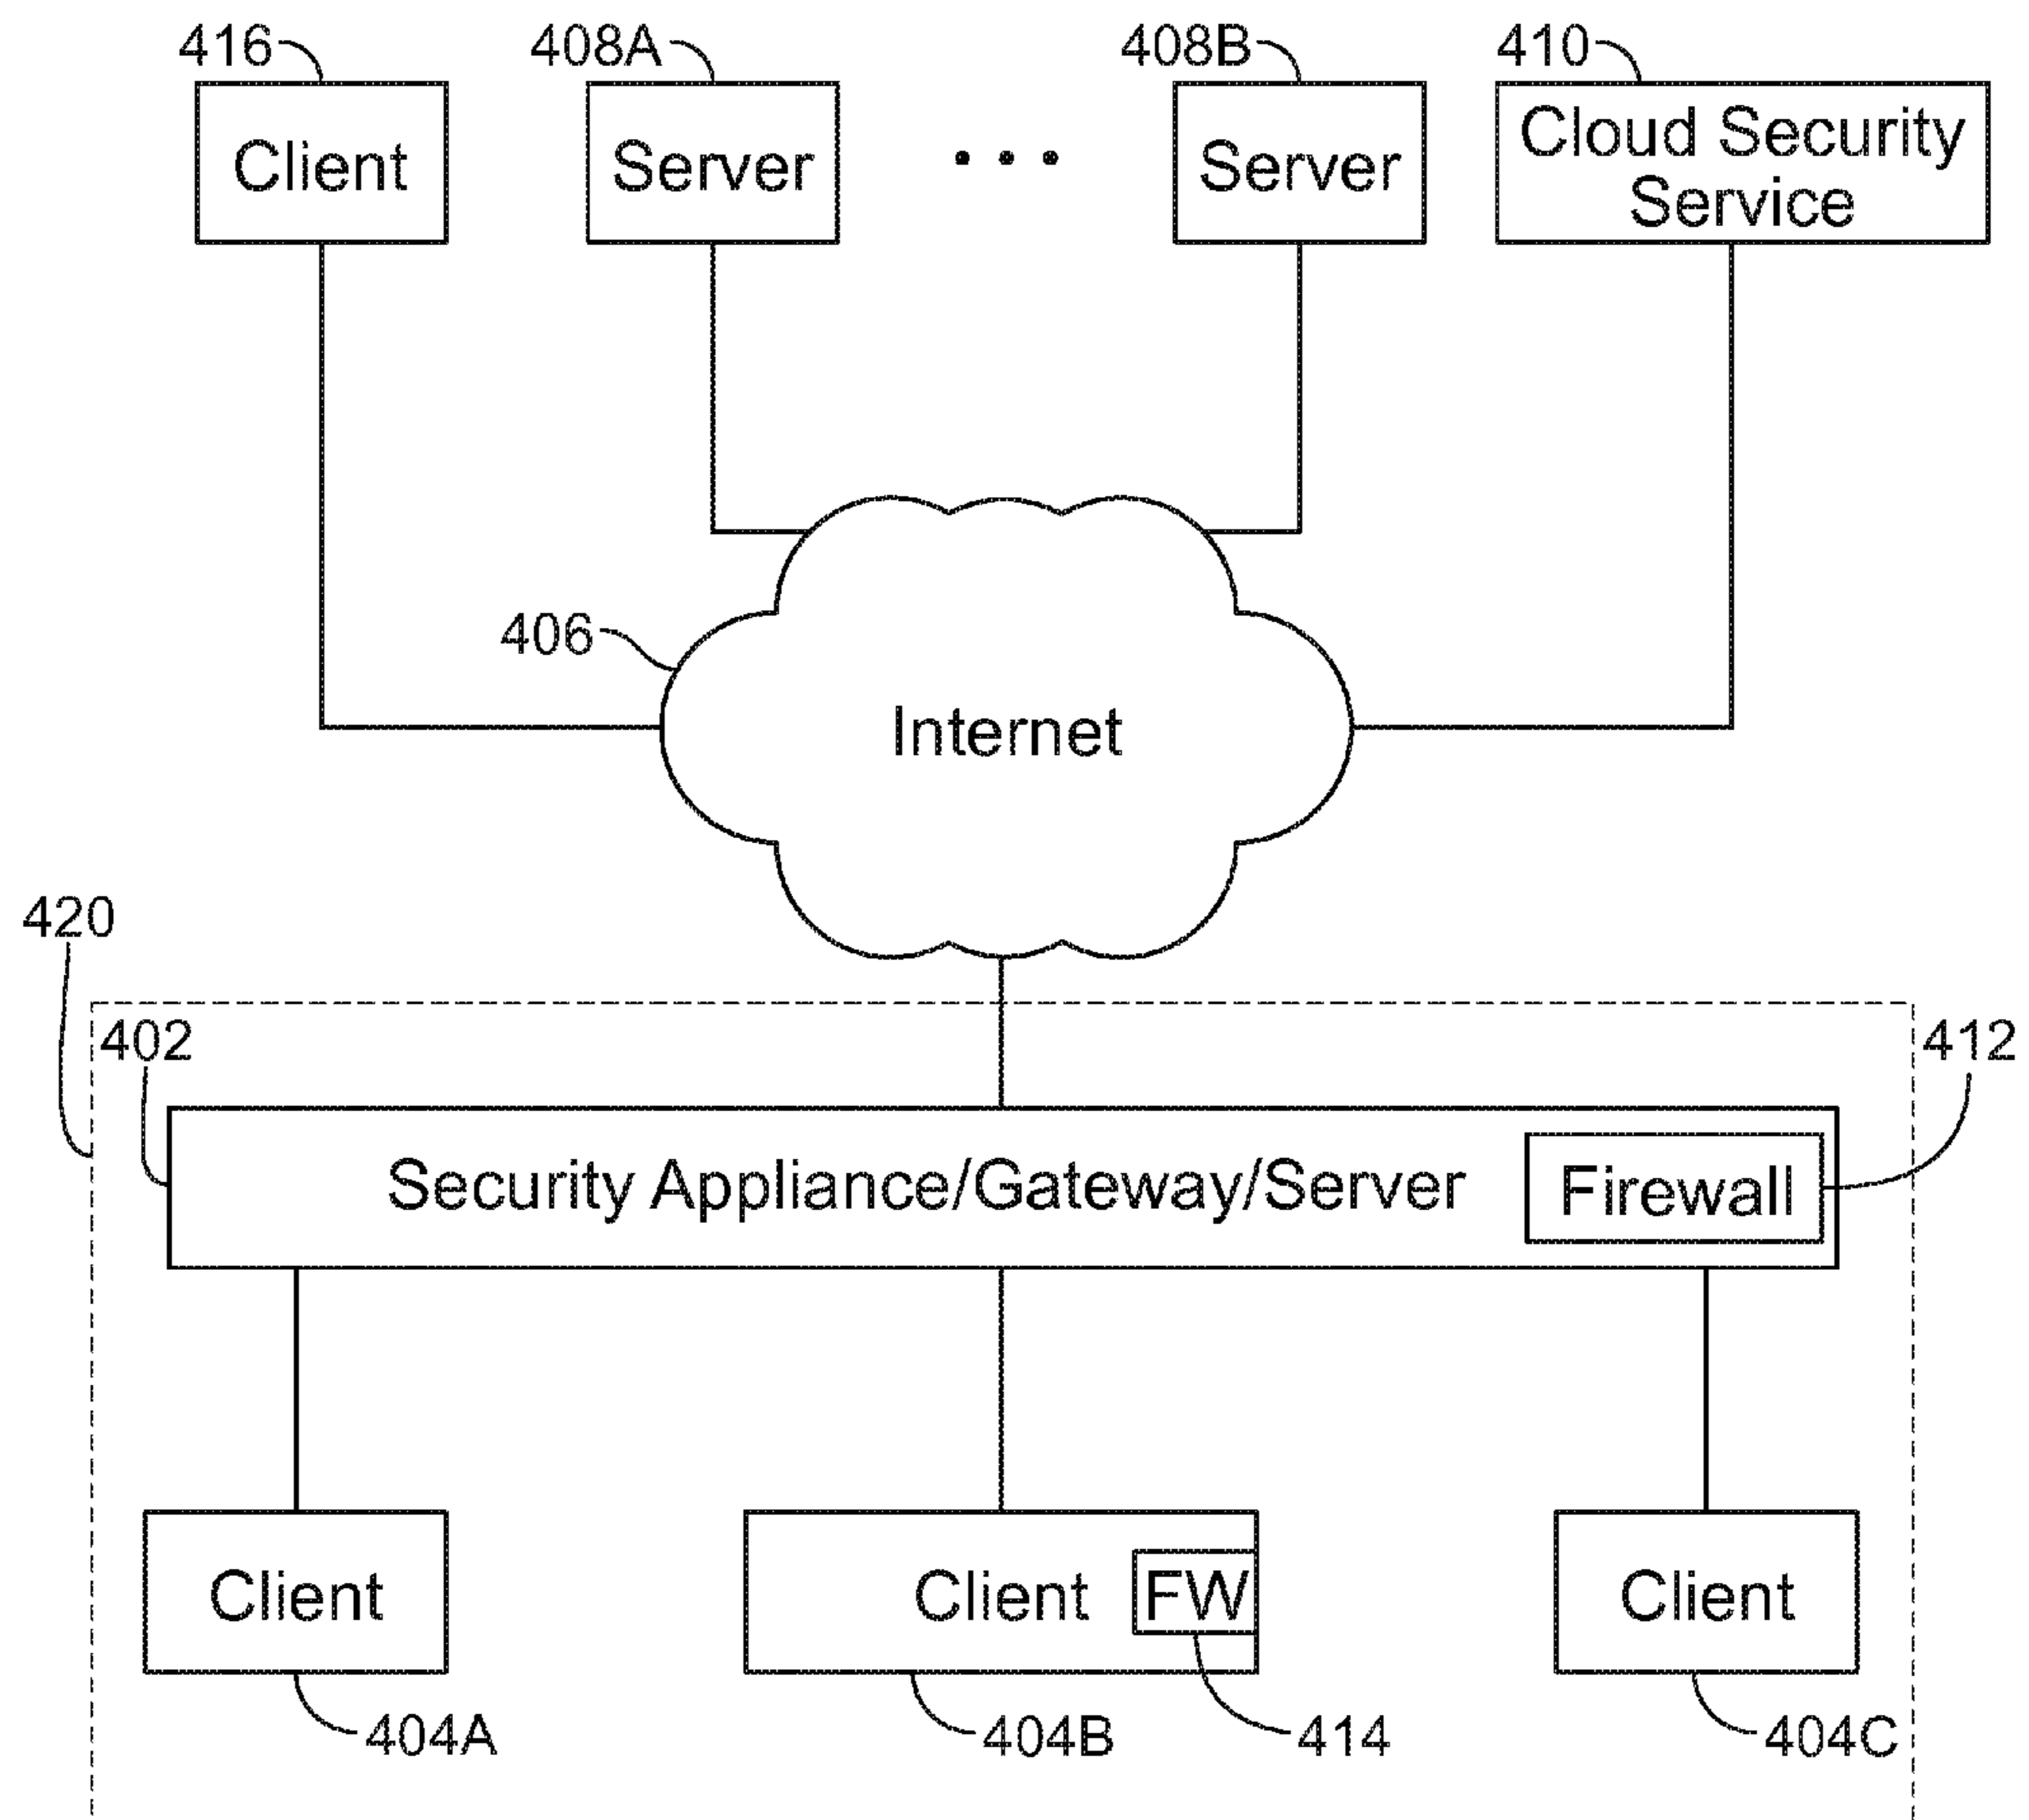 416
408A
408B
410
Client
Server
...
Server
Cloud Security
Service
406
Internet
420
402
412
Security Appliance/Gateway/Server
Firewall
Client
Client
FW
Client
404A
404B
414
404C